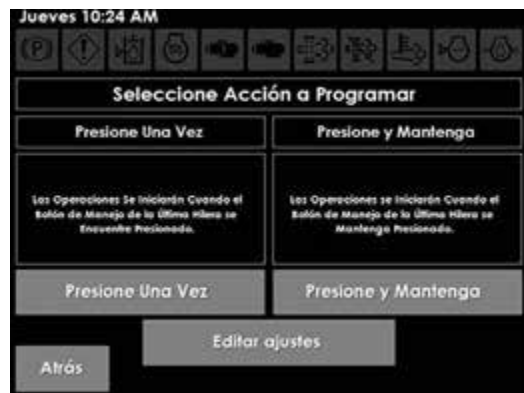 Jueves 10:24 AM
Seleccione Acción a Programar
Presione Una Vez
Presione y Mantenga
Las Operaciones Se Iniciarán Cuando el
Botón de Manejo de la Última Hilera se
Encuentre Presionado.
Las Operaciones se Iniciarán Cuando el
Botón de Manejo de la Última Hilera se
Mantenga Presionado.
Presione Una Vez
Presione y Mantenga
Editar ajustes
Atrás